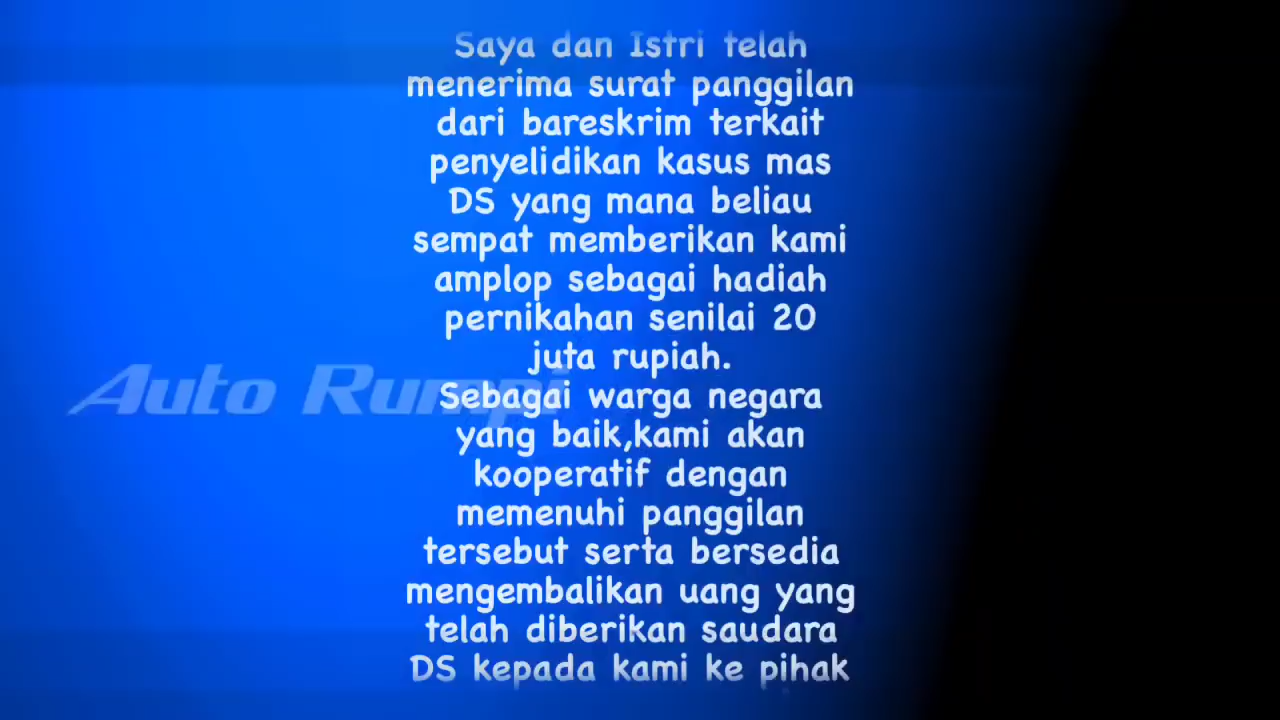 Saya dan Istri telah
menerima surat panggilan
dari bareskrim terkait
penyelidikan kasus mas
DS yang mana beliau
sempat memberikan kami
amplop sebagai hadiah
pernikahan senilai 20
juta rupiah.
Auto Rumpi
Sebagai warga negara
yang baik,kami akan
kooperatif dengan
memenuhi panggilan
tersebut serta bersedia
mengembalikan uang yang
telah diberikan saudara
DS kepada kami ke pihak